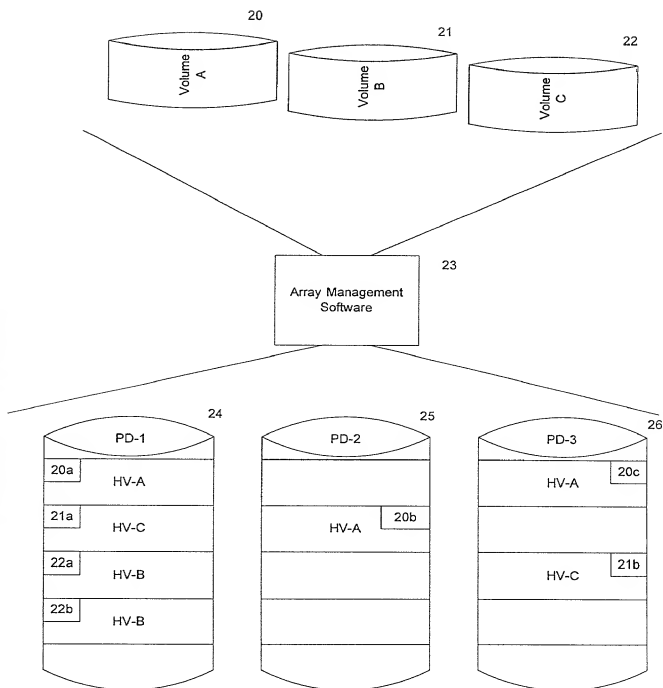 20
21
22
Volume A
Volume B
Volume C
23
Array Management
Software
24
25
26
PD-1
PD-2
PD-3
20a
HV-A
20c
HV-A
21a
HV-C
20b
HV-A
22a
HV-B
21b
HV-C
22b
HV-B